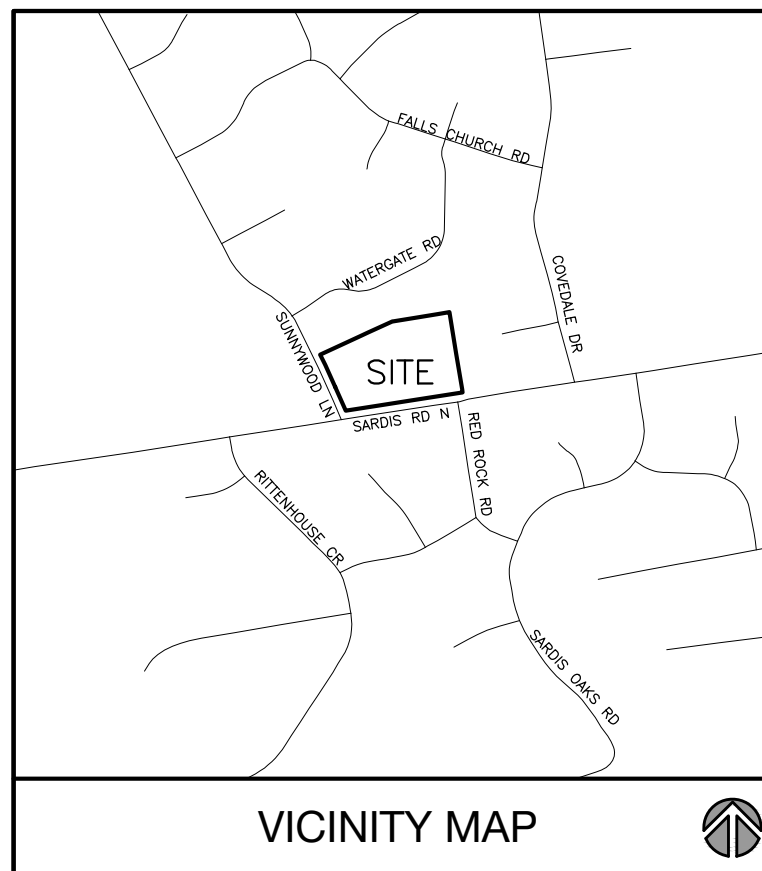 FALLS CHURCH RD
WATERGATE RD
COVEDALE DR
SUNNYWOOD LN
SITE
SARDIS RD N
RED ROCK RD
RITTENHOUSE CR
SARDIS OAKS RD
VICINITY MAP